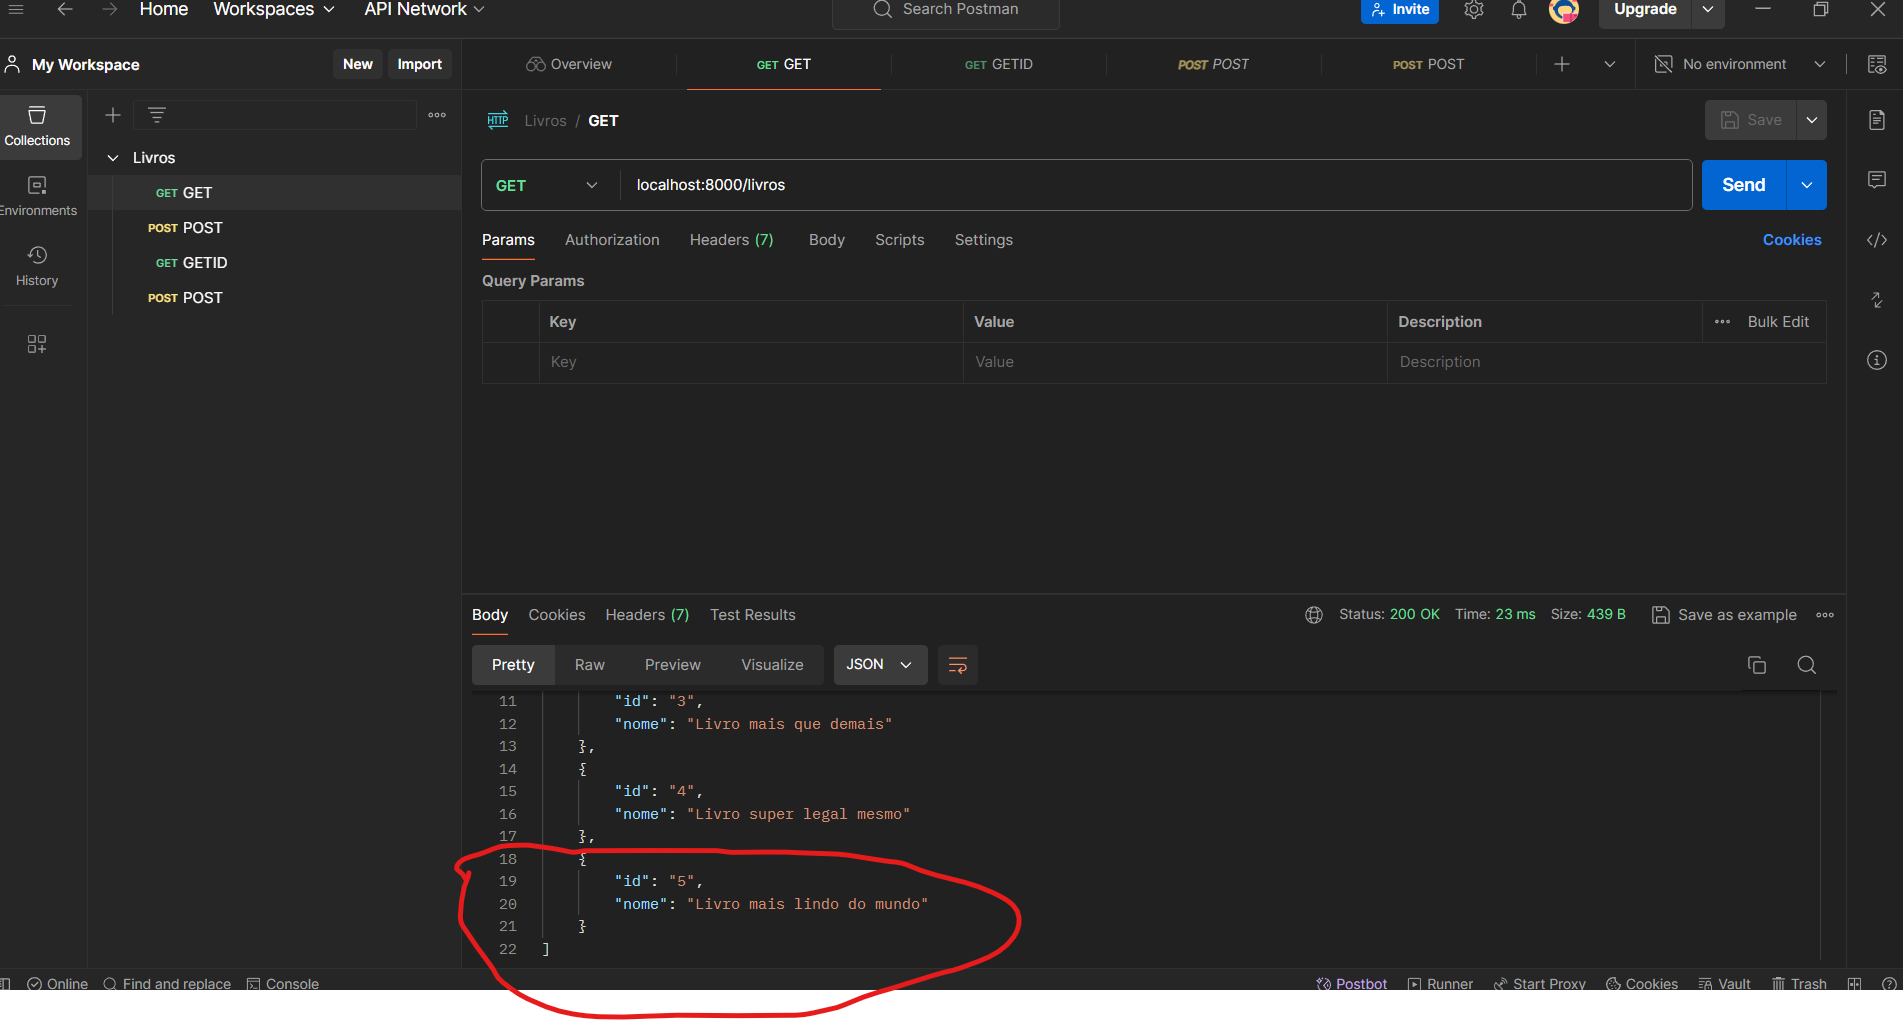 Home Workspaces API Network Search Postman Invite Upgrade
My Workspace New Import Overview GET GET GET GETID POST POST POST POST No environment
Collections
Environments
History
Livros
GET GET
POST POST
GET GETID
POST POST
HTTP Livros / GET Save
GET localhost:8000/livros Send
Params Authorization Headers (7) Body Scripts Settings Cookies
Query Params
Key Value Description Bulk Edit
Key Value Description
Body Cookies Headers (7) Test Results Status: 200 OK Time: 23 ms Size: 439 B Save as example
Pretty Raw Preview Visualize JSON
11 "id": "3",
12 "nome": "Livro mais que demais"
13 },
14 {
15 "id": "4",
16 "nome": "Livro super legal mesmo"
17 },
18 {
19 "id": "5",
20 "nome": "Livro mais lindo do mundo"
21 }
22 ]
Online Find and replace Console Postbot Runner Start Proxy Cookies Vault Trash